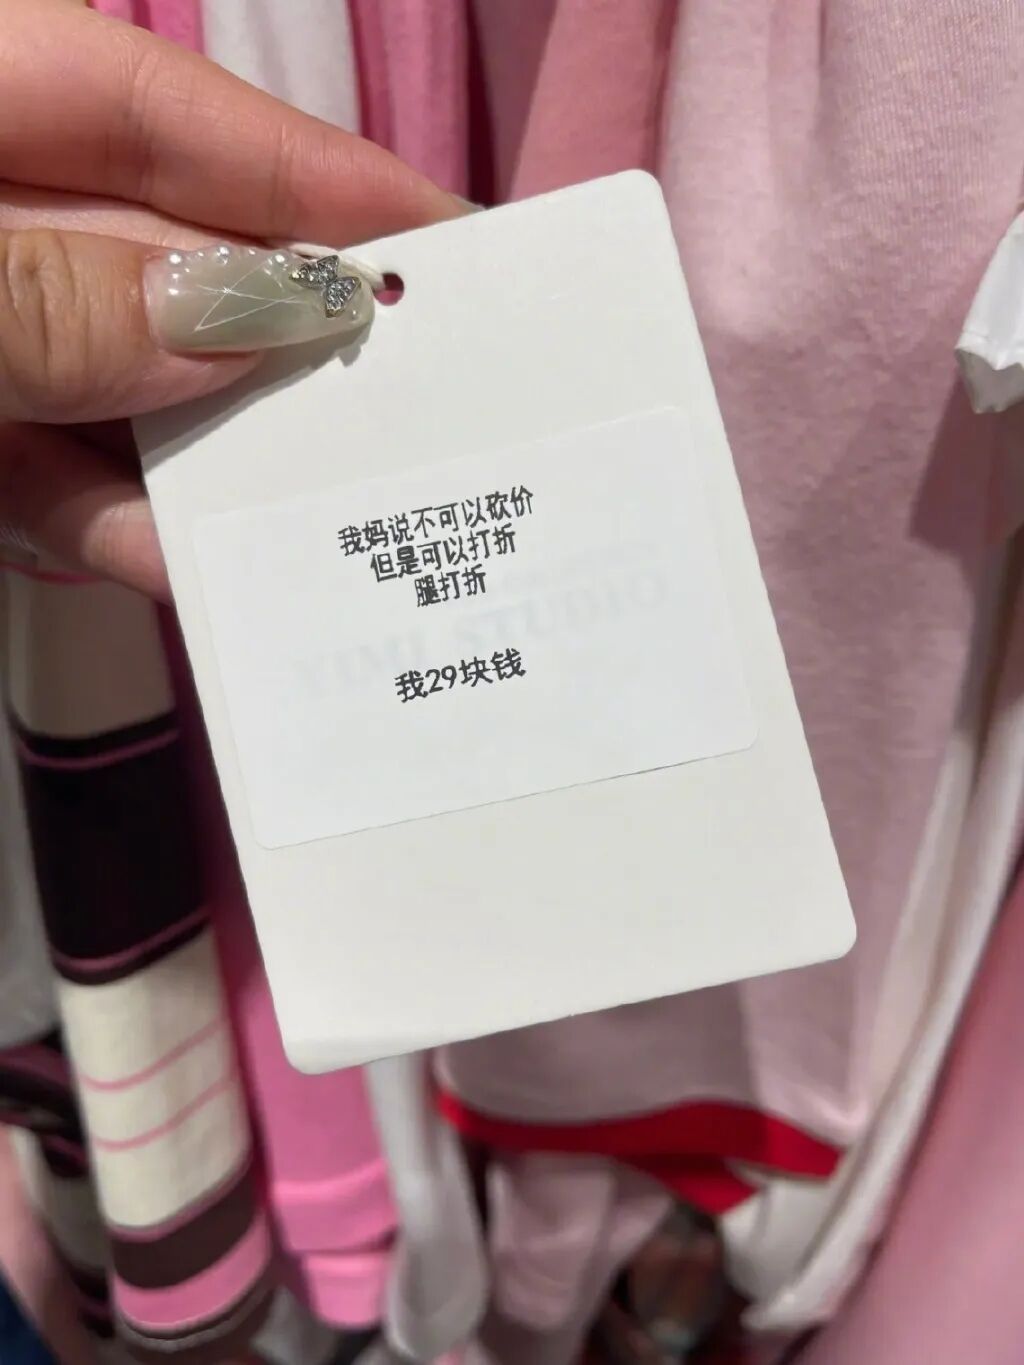 我妈说不可以砍价
但是可以打折
腿打折
我29块钱